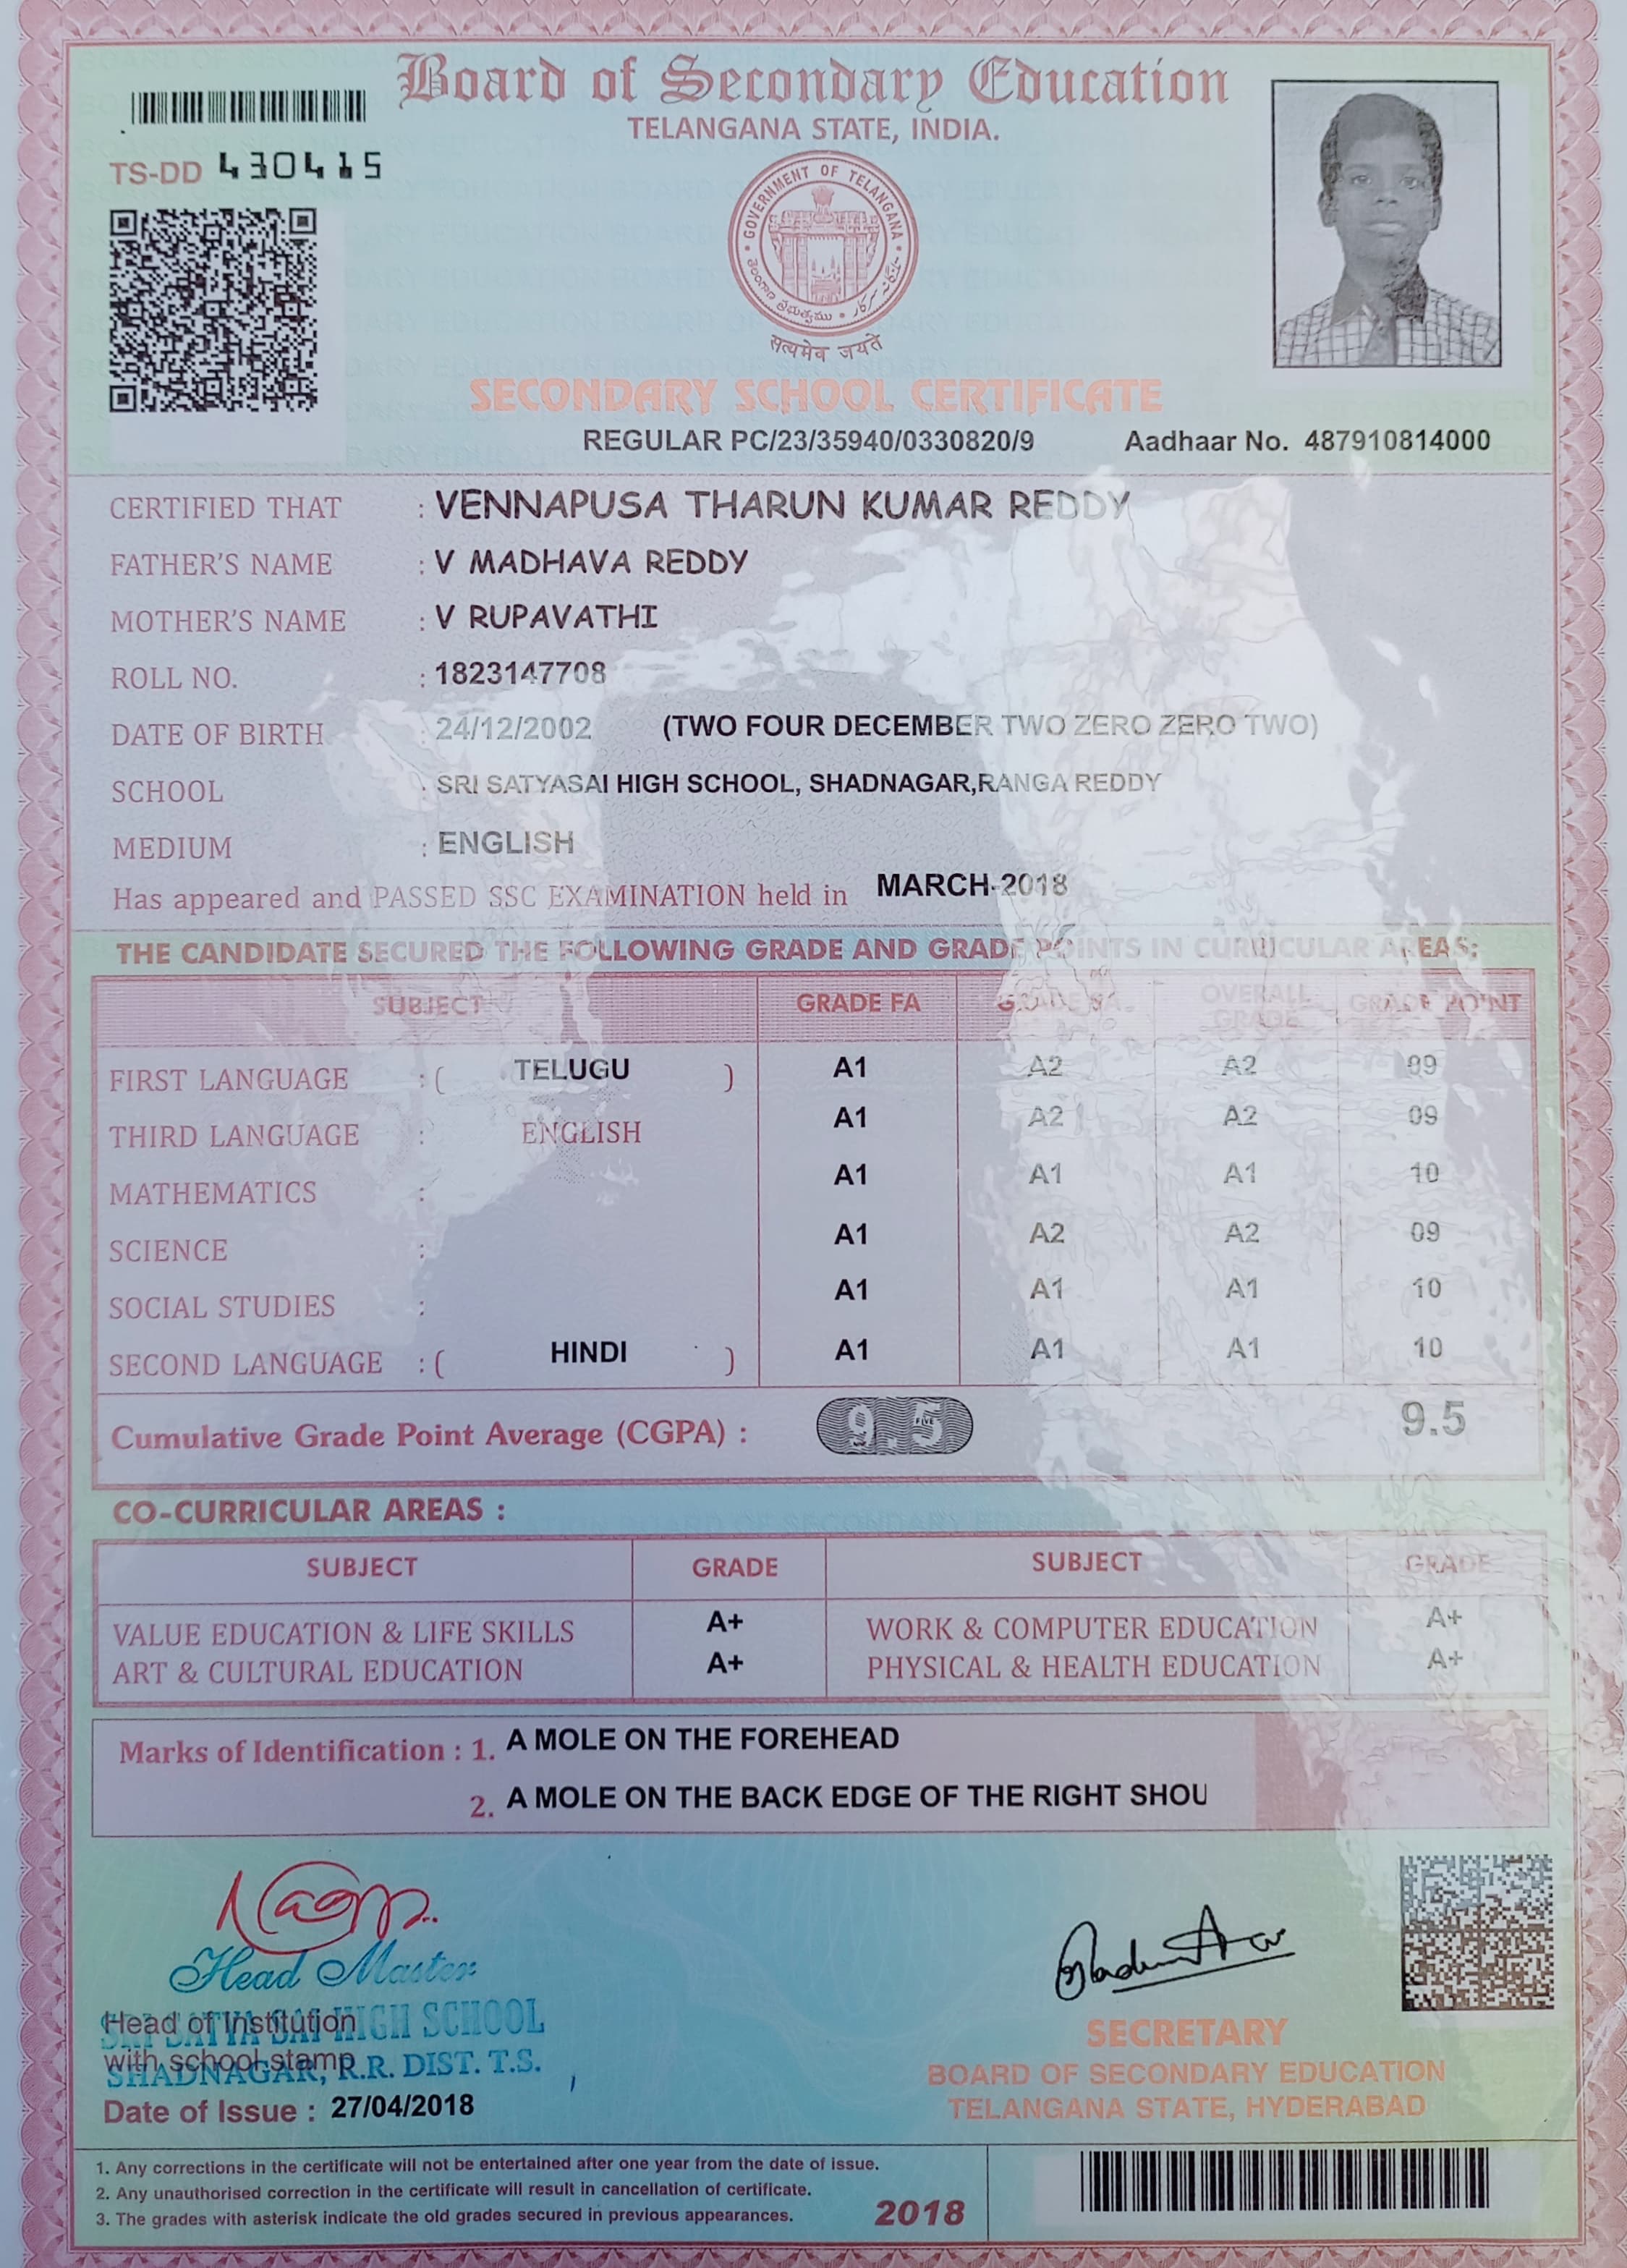 Board of Secondary Education
TELANGANA STATE, INDIA.
TS-DD 430415
GOVERNMENT OF TELANGANA
తెలంగాణ ప్రభుత్వము
सत्यमेव जयते
SECONDARY SCHOOL CERTIFICATE
REGULAR PC/23/35940/0330820/9 Aadhaar No. 487910814000
CERTIFIED THAT : VENNAPUSA THARUN KUMAR REDDY
FATHER'S NAME : V MADHAVA REDDY
MOTHER'S NAME : V RUPAVATHI
ROLL NO. : 1823147708
DATE OF BIRTH : 24/12/2002 (TWO FOUR DECEMBER TWO ZERO ZERO TWO)
SCHOOL : SRI SATYASAI HIGH SCHOOL, SHADNAGAR,RANGA REDDY
MEDIUM : ENGLISH
Has appeared and PASSED SSC EXAMINATION held in MARCH-2018
THE CANDIDATE SECURED THE FOLLOWING GRADE AND GRADE POINTS IN CURRICULAR AREAS:
SUBJECT GRADE FA GRADE SA OVERALL GRADE GRADE POINT
FIRST LANGUAGE : ( TELUGU ) A1 A2 A2 09
THIRD LANGUAGE : ENGLISH A1 A2 A2 09
MATHEMATICS : A1 A1 A1 10
SCIENCE : A1 A2 A2 09
SOCIAL STUDIES : A1 A1 A1 10
SECOND LANGUAGE : ( HINDI ) A1 A1 A1 10
Cumulative Grade Point Average (CGPA) : 9.5 9.5
CO-CURRICULAR AREAS :
SUBJECT GRADE SUBJECT GRADE
VALUE EDUCATION & LIFE SKILLS A+ WORK & COMPUTER EDUCATION A+
ART & CULTURAL EDUCATION A+ PHYSICAL & HEALTH EDUCATION A+
Marks of Identification : 1. A MOLE ON THE FOREHEAD
2. A MOLE ON THE BACK EDGE OF THE RIGHT SHOU
Head Master
Head of Institution
SRI SATYA SAI HIGH SCHOOL
with school stamp
SHADNAGAR, R.R. DIST. T.S.
Date of Issue : 27/04/2018
SECRETARY
BOARD OF SECONDARY EDUCATION
TELANGANA STATE, HYDERABAD
1. Any corrections in the certificate will not be entertained after one year from the date of issue.
2. Any unauthorised correction in the certificate will result in cancellation of certificate.
3. The grades with asterisk indicate the old grades secured in previous appearances.
2018